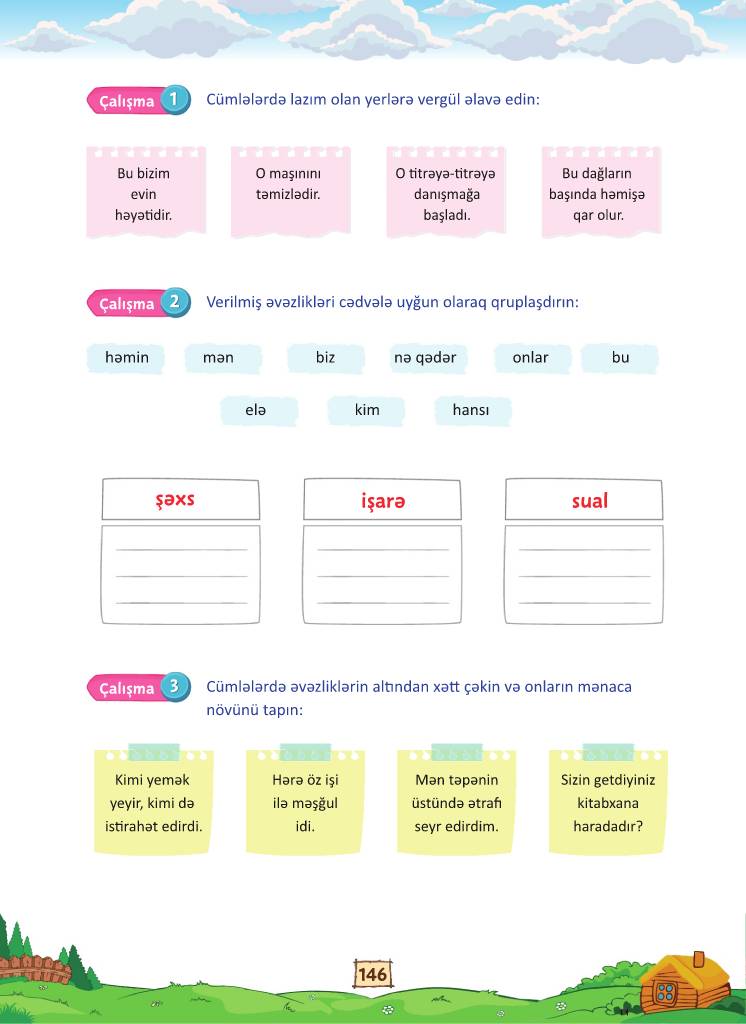 Çalışma 1 Cümlələrdə lazım olan yerlərə vergül əlavə edin:
Bu bizim
evin
həyətidir.
O maşınını
təmizlədir.
O titrəyə-titrəyə
danışmağa
başladı.
Bu dağların
başında həmişə
qar olur.
Çalışma 2 Verilmiş əvəzlikləri cədvələ uyğun olaraq qruplaşdırın:
həmin mən biz nə qədər onlar bu
elə kim hansı
şəxs işarə sual
Çalışma 3 Cümlələrdə əvəzliklərin altından xətt çəkin və onların mənaca
növünü tapın:
Kimi yemək
yeyir, kimi də
istirahət edirdi.
Hərə öz işi
ilə məşğul
idi.
Mən təpənin
üstündə ətrafı
seyr edirdim.
Sizin getdiyiniz
kitabxana
haradadır?
146